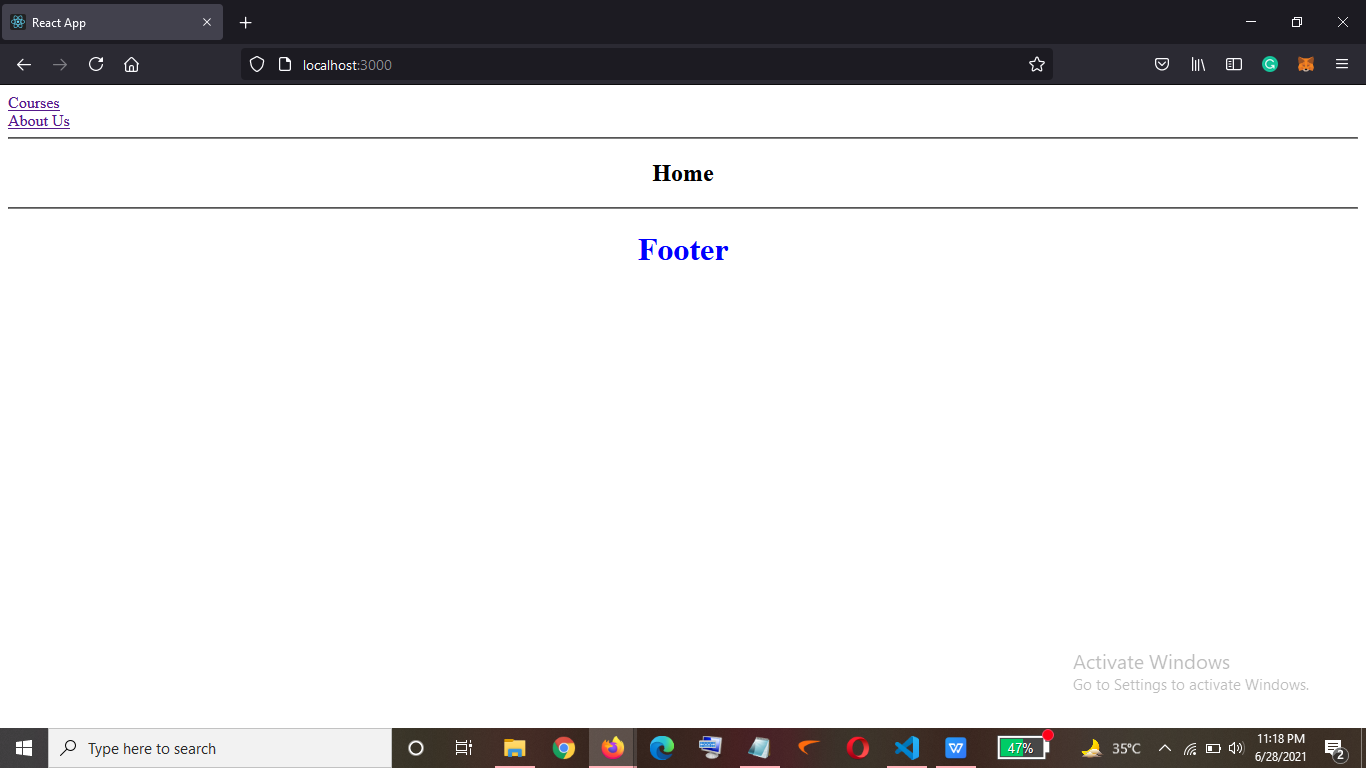 React App
localhost:3000
Courses
About Us
Home
Footer
Activate Windows
Go to Settings to activate Windows.
Type here to search
47%
35°C
11:18 PM
6/28/2021
2